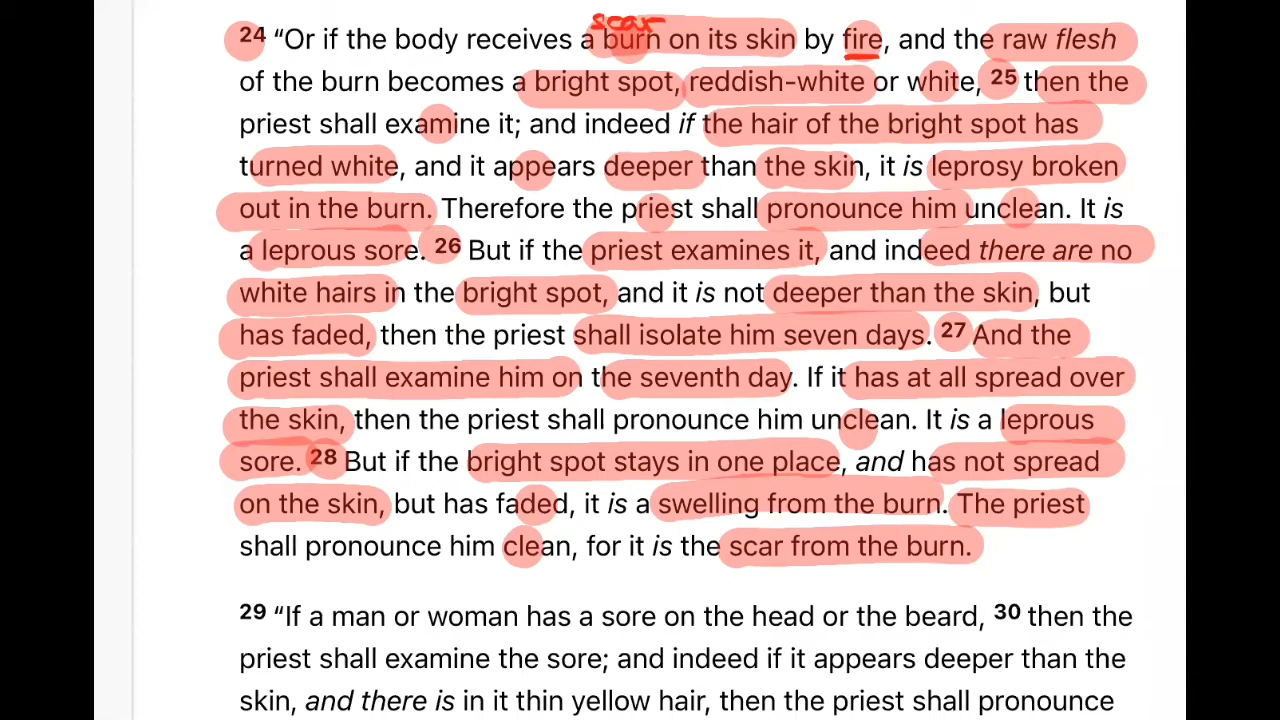 scar
24 “Or if the body receives a burn on its skin by fire, and the raw flesh
of the burn becomes a bright spot, reddish-white or white, 25 then the
priest shall examine it; and indeed if the hair of the bright spot has
turned white, and it appears deeper than the skin, it is leprosy broken
out in the burn. Therefore the priest shall pronounce him unclean. It is
a leprous sore. 26 But if the priest examines it, and indeed there are no
white hairs in the bright spot, and it is not deeper than the skin, but
has faded, then the priest shall isolate him seven days. 27 And the
priest shall examine him on the seventh day. If it has at all spread over
the skin, then the priest shall pronounce him unclean. It is a leprous
sore. 28 But if the bright spot stays in one place, and has not spread
on the skin, but has faded, it is a swelling from the burn. The priest
shall pronounce him clean, for it is the scar from the burn.
29 “If a man or woman has a sore on the head or the beard, 30 then the
priest shall examine the sore; and indeed if it appears deeper than the
skin, and there is in it thin yellow hair, then the priest shall pronounce